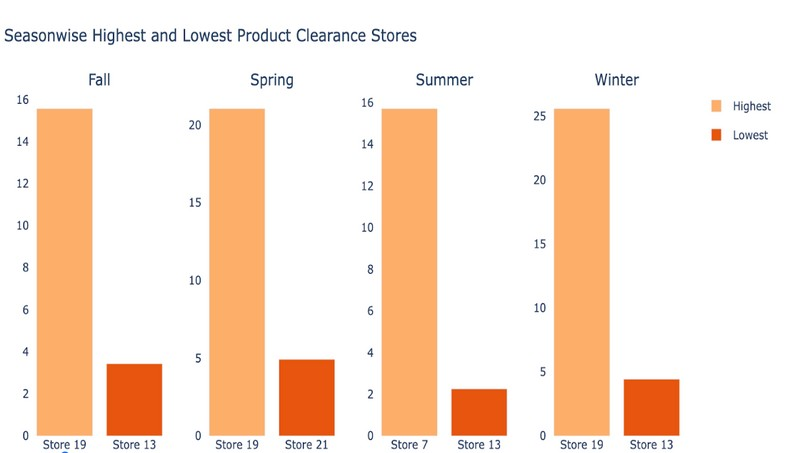 Seasonwise Highest and Lowest Product Clearance Stores
Fall
Spring
Summer
Winter
16
14
12
10
8
6
4
2
0
Store 19
Store 13
20
15
10
5
0
Store 19
Store 21
16
14
12
10
8
6
4
2
0
Store 7
Store 13
25
20
15
10
5
0
Store 19
Store 13
Highest
Lowest